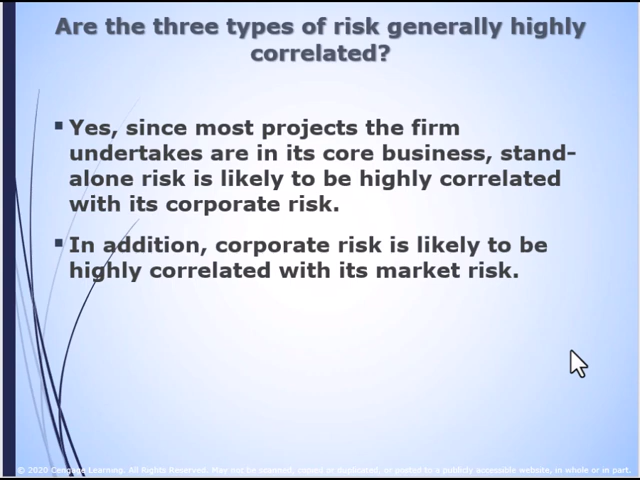 Are the three types of risk generally highly
correlated?
▪ Yes, since most projects the firm
undertakes are in its core business, stand-
alone risk is likely to be highly correlated
with its corporate risk.
▪ In addition, corporate risk is likely to be
highly correlated with its market risk.
© 2020 Cengage Learning. All Rights Reserved. May not be scanned, copied or duplicated, or posted to a publicly accessible website, in whole or in part.